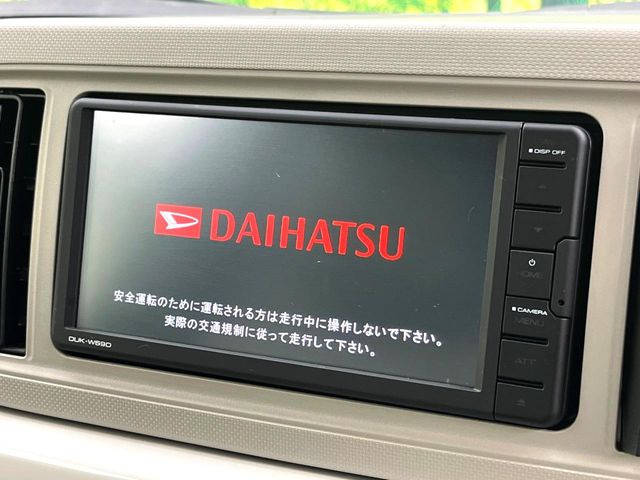 DISP OFF
DAIHATSU
HOME
安全運転のために運転される方は走行中に操作しないで下さい。
実際の交通規制に従って走行して下さい。
CAMERA
MENU
DUK-W69D
ATT